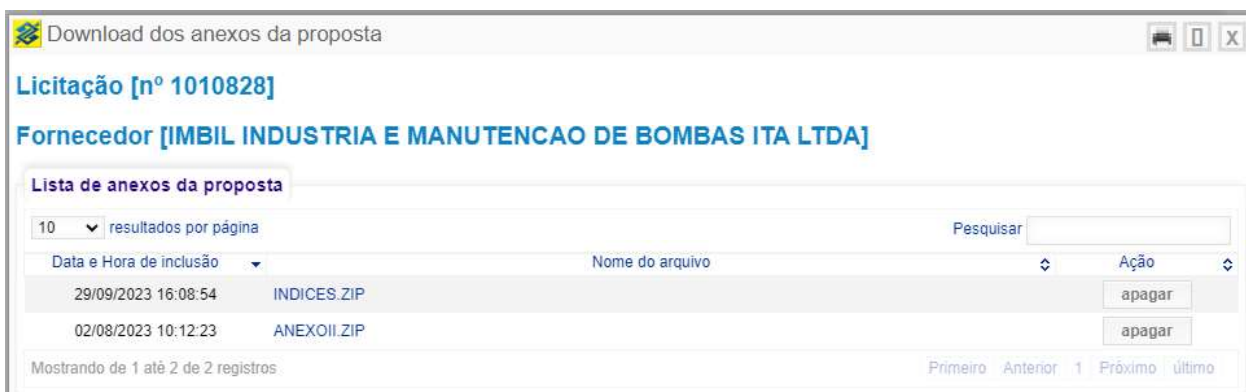 Download dos anexos da proposta
X
Licitação [nº 1010828]
Fornecedor [IMBIL INDUSTRIA E MANUTENCAO DE BOMBAS ITA LTDA]
Lista de anexos da proposta
10 resultados por página Pesquisar
Data e Hora de inclusão Nome do arquivo Ação
29/09/2023 16:08:54 INDICES.ZIP apagar
02/08/2023 10:12:23 ANEXOII.ZIP apagar
Mostrando de 1 até 2 de 2 registros Primeiro Anterior 1 Próximo último